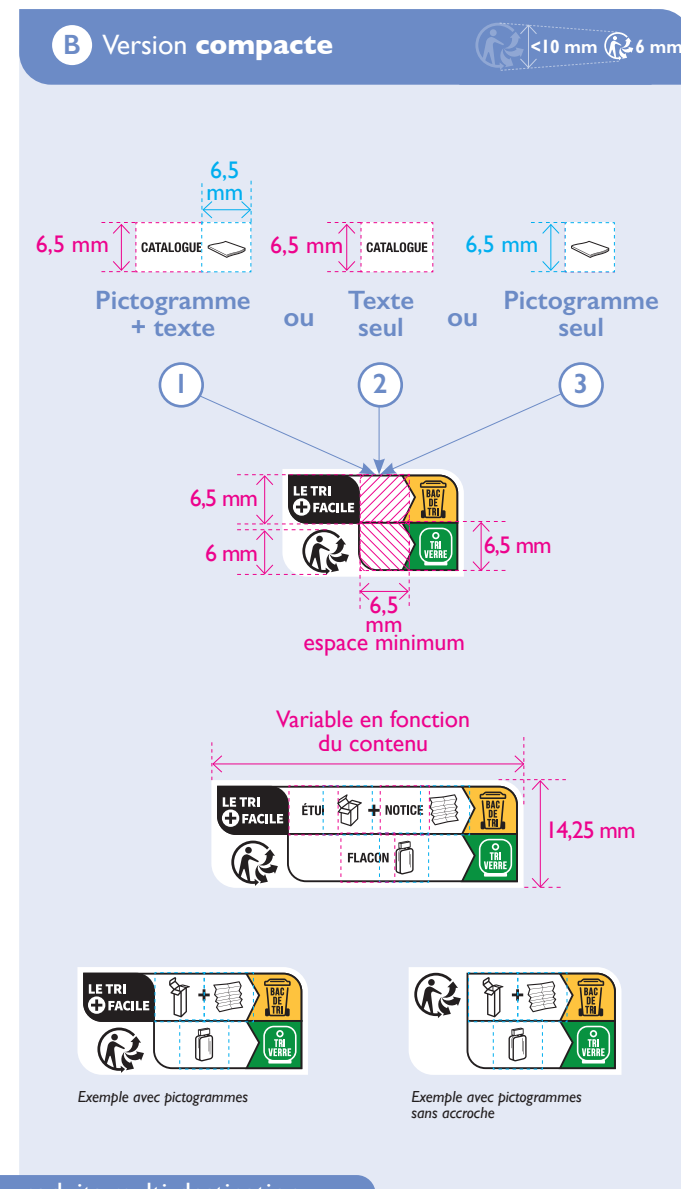 B Version compacte
<10 mm 6 mm
6,5
mm
6,5 mm CATALOGUE 6,5 mm CATALOGUE 6,5 mm
Pictogramme
+ texte
ou
Texte
seul
ou
Pictogramme
seul
1 2 3
6,5 mm
LE TRI
+ FACILE
BAC
DE
TRI
6 mm
TRI
VERRE
6,5 mm
6,5
mm
espace minimum
Variable en fonction
du contenu
LE TRI
+ FACILE
ÉTUI + NOTICE
BAC
DE
TRI
14,25 mm
FLACON
TRI
VERRE
LE TRI
+ FACILE
+
BAC
DE
TRI
TRI
VERRE
Exemple avec pictogrammes
+
BAC
DE
TRI
TRI
VERRE
Exemple avec pictogrammes
sans accroche